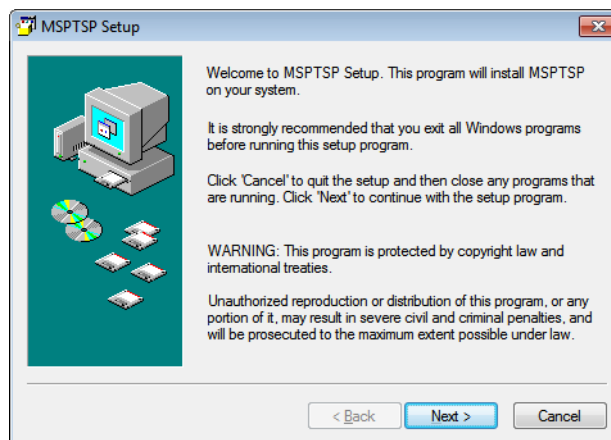 MSPTSP Setup
Welcome to MSPTSP Setup. This program will install MSPTSP
on your system.
It is strongly recommended that you exit all Windows programs
before running this setup program.
Click 'Cancel' to quit the setup and then close any programs that
are running. Click 'Next' to continue with the setup program.
WARNING: This program is protected by copyright law and
international treaties.
Unauthorized reproduction or distribution of this program, or any
portion of it, may result in severe civil and criminal penalties, and
will be prosecuted to the maximum extent possible under law.
< Back
Next >
Cancel